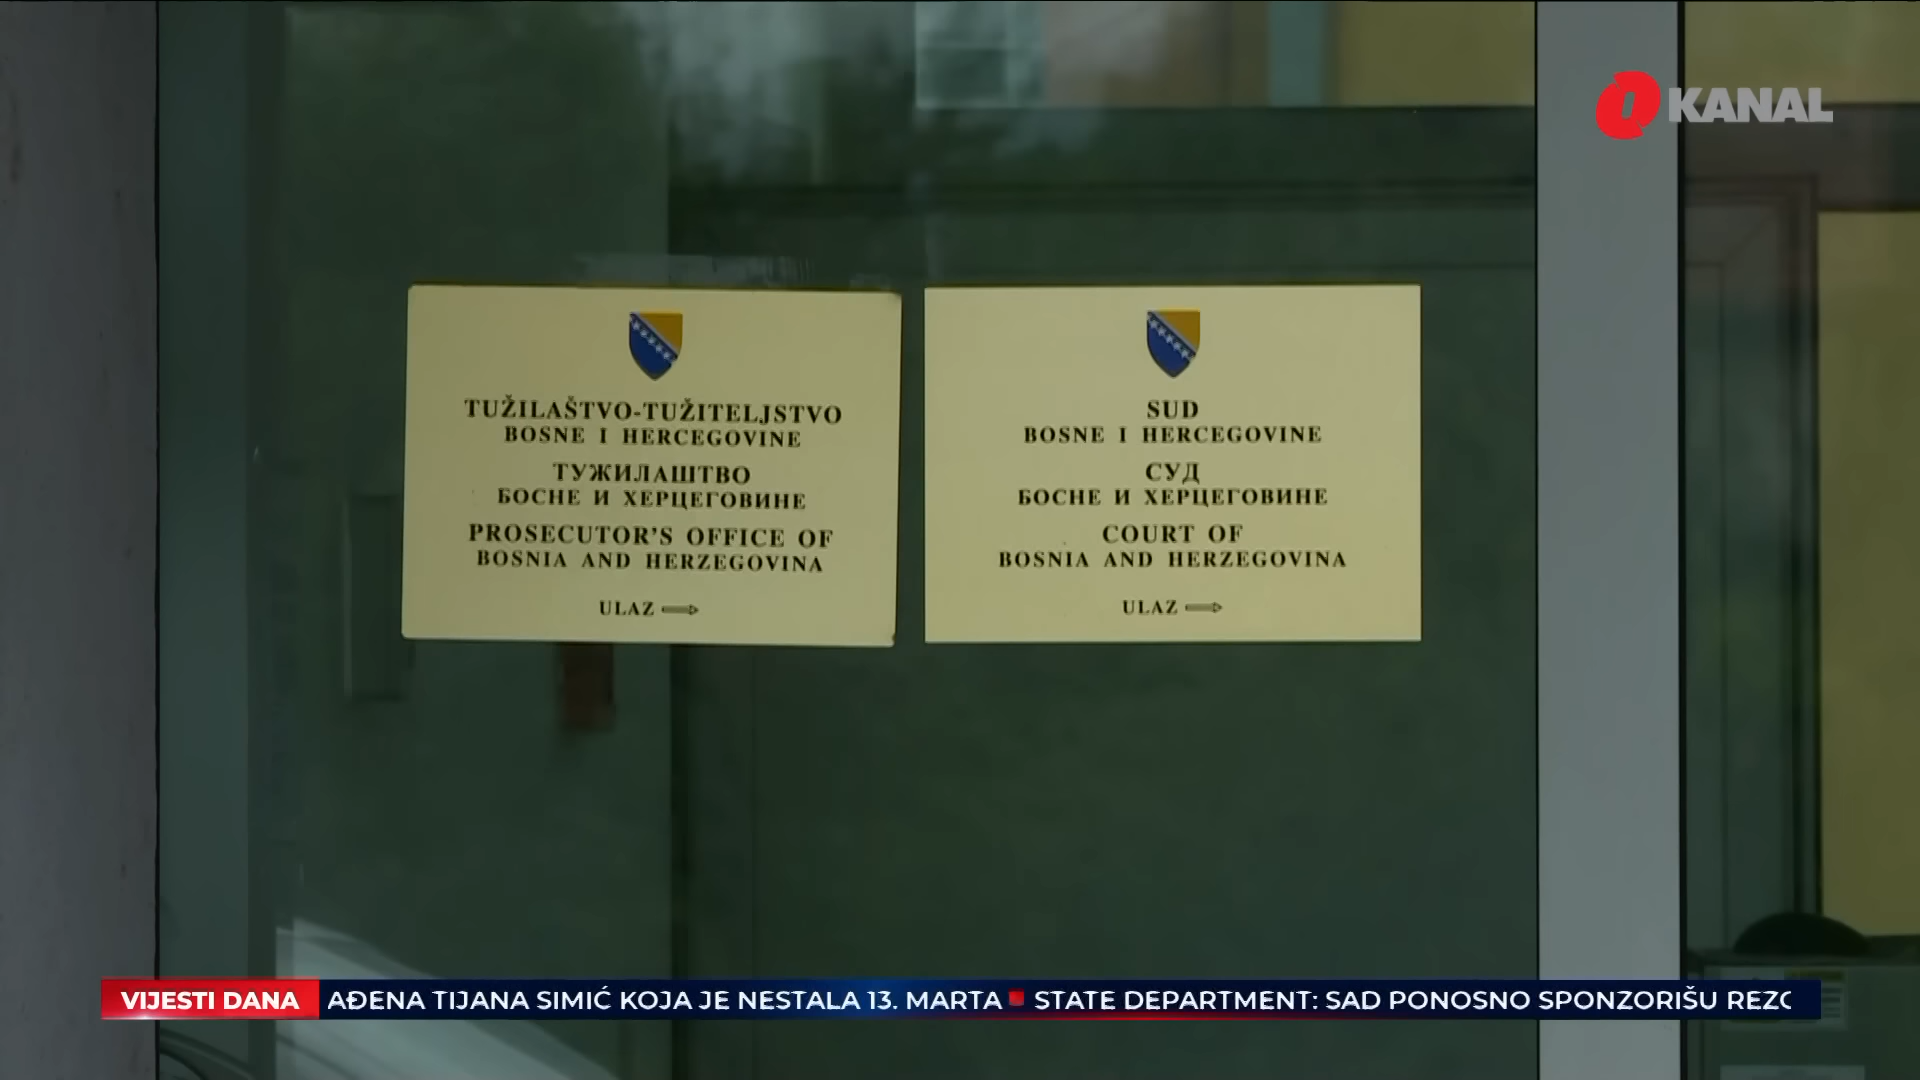 KANAL
TUŽILAŠTVO-TUŽITELJSTVO
BOSNE I HERCEGOVINE
ТУЖИЛАШТВО
БОСНЕ И ХЕРЦЕГОВИНЕ
PROSECUTOR'S OFFICE OF
BOSNIA AND HERZEGOVINA
ULAZ
SUD
BOSNE I HERCEGOVINE
СУД
БОСНЕ И ХЕРЦЕГОВИНЕ
COURT OF
BOSNIA AND HERZEGOVINA
ULAZ
VIJESTI DANA
AĐENA TIJANA SIMIĆ KOJA JE NESTALA 13. MARTA STATE DEPARTMENT: SAD PONOSNO SPONZORIŠU